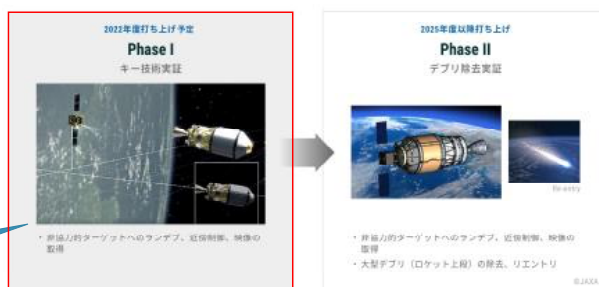 2022年度打ち上げ予定
Phase I
キー技術実証
・ 非協力的ターゲットへのランデブ、近傍制御、映像の
取得
2025年度以降打ち上げ
Phase II
デブリ除去実証
Re-entry
・ 非協力的ターゲットへのランデブ、近傍制御、映像の
取得
・ 大型デブリ（ロケット上段）の除去、リエントリ
©JAXA